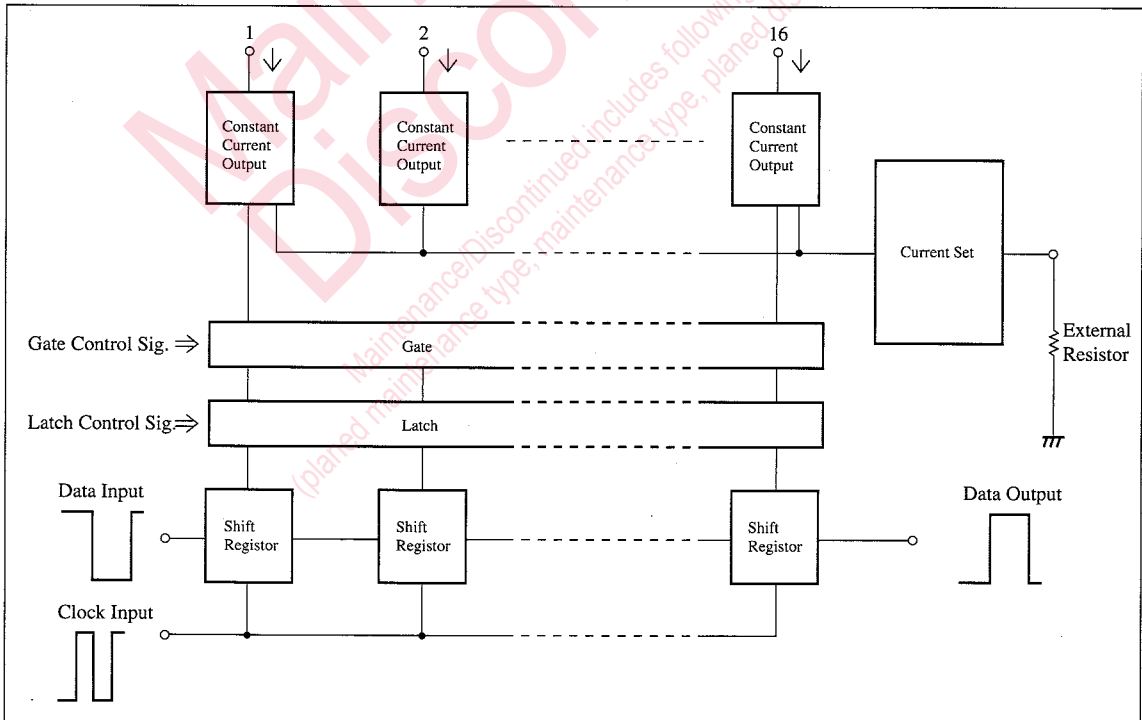 1
2
16
Constant
Current
Output
Constant
Current
Output
Constant
Current
Output
Current Set
External
Resistor
Gate Control Sig.
Gate
Latch Control Sig.
Latch
Data Input
Shift
Registor
Shift
Registor
Shift
Registor
Data Output
Clock Input
Maintenance/Discontinued includes following
(planed maintenance type, maintenance type, planed dis